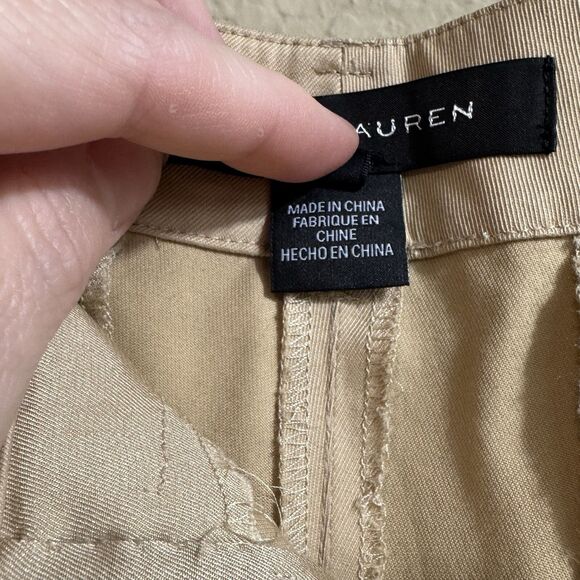 AUREN
MADE IN CHINA
FABRIQUE EN
CHINE
HECHO EN CHINA